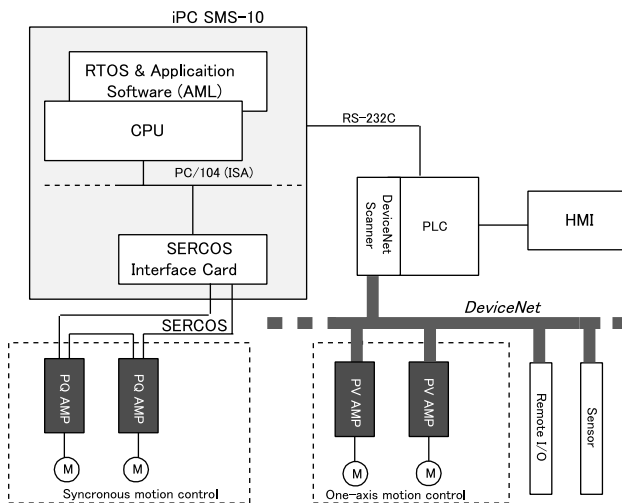 iPC SMS-10
RTOS & Applicaition
Software (AML)
CPU
PC/104 (ISA)
SERCOS
Interface Card
RS-232C
DeviceNet
Scanner
PLC
HMI
SERCOS
DeviceNet
PQ AMP
PQ AMP
PV AMP
PV AMP
Remote I/O
Sensor
M
M
M
M
Syncronous motion control
One-axis motion control